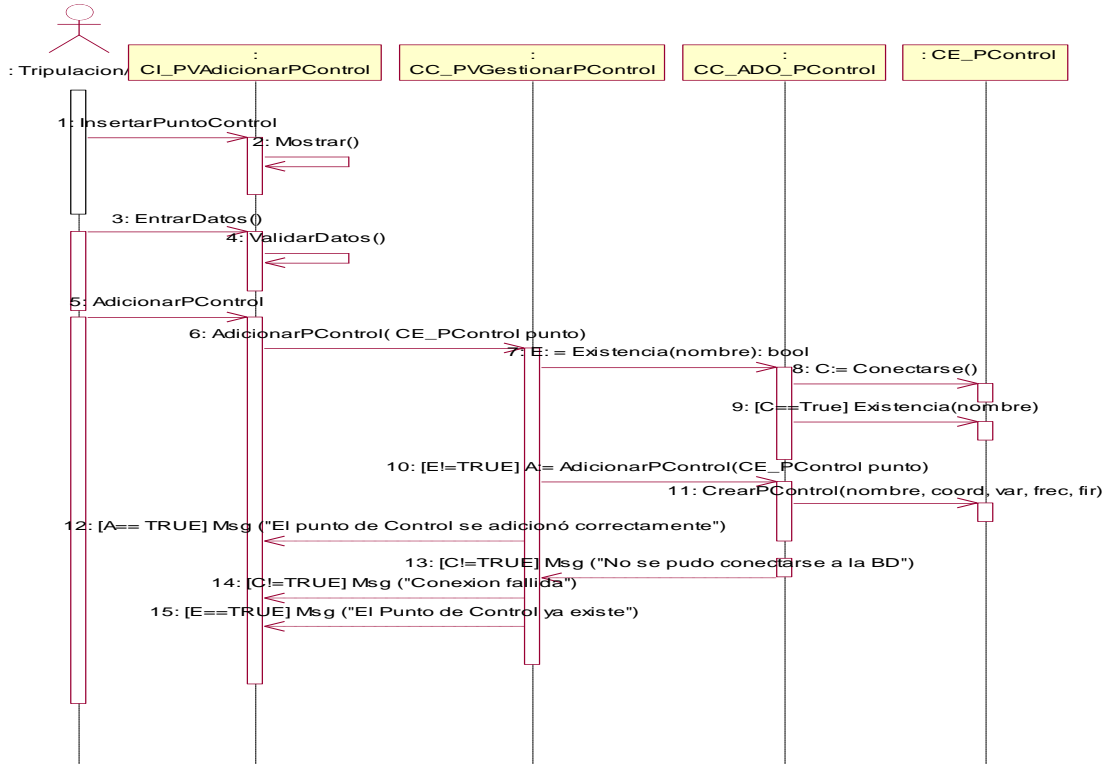 : Tripulacion/
:
CI_PVAdicionarPControl
:
CC_PVGestionarPControl
:
CC_ADO_PControl
: CE_PControl
1: InsertarPuntoControl
2: Mostrar()
3: EntrarDatos()
4: ValidarDatos()
5: AdicionarPControl
6: AdicionarPControl( CE_PControl punto)
7: E: = Existencia(nombre): bool
8: C:= Conectarse()
9: [C==True] Existencia(nombre)
10: [E!=TRUE] A:= AdicionarPControl(CE_PControl punto)
11: CrearPControl(nombre, coord, var, frec, fir)
12: [A== TRUE] Msg ("El punto de Control se adicionó correctamente")
13: [C!=TRUE] Msg ("No se pudo conectarse a la BD")
14: [C!=TRUE] Msg ("Conexion fallida")
15: [E==TRUE] Msg ("El Punto de Control ya existe")